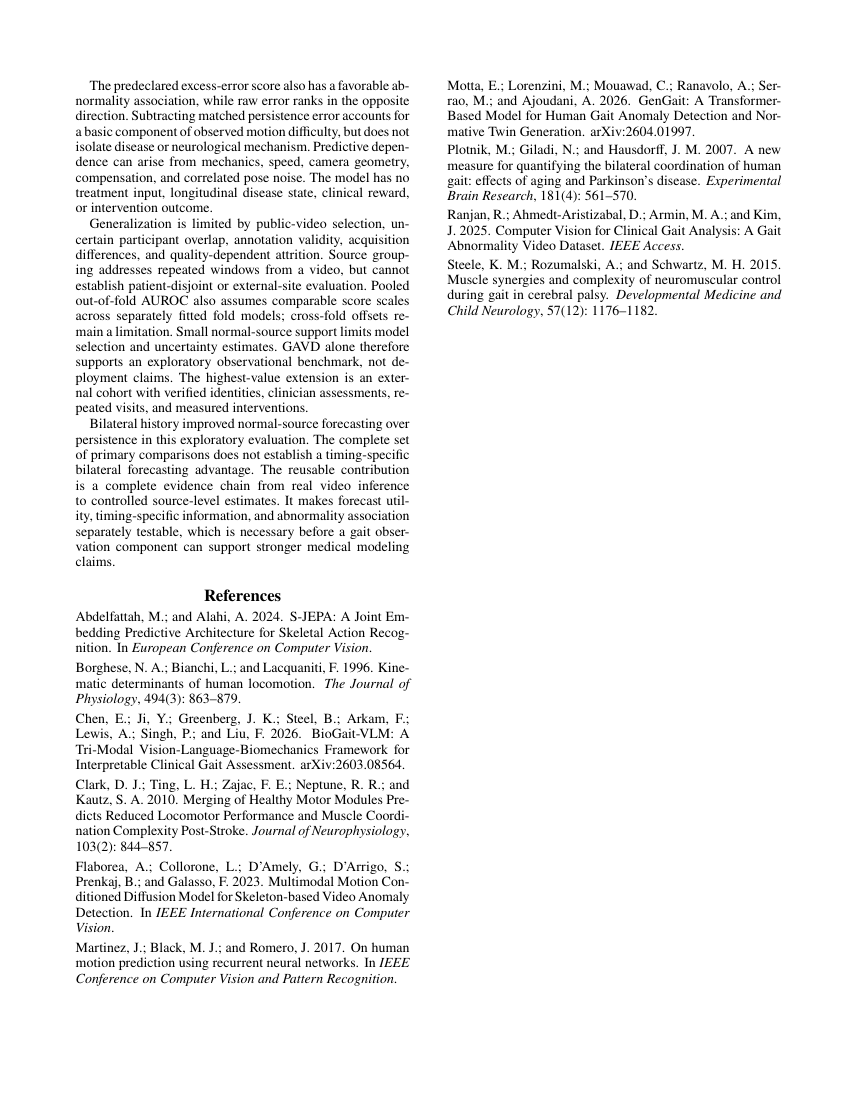 The predeclared excess-error score also has a favorable ab-
normality association, while raw error ranks in the opposite
direction. Subtracting matched persistence error accounts for
a basic component of observed motion difficulty, but does not
isolate disease or neurological mechanism. Predictive depen-
dence can arise from mechanics, speed, camera geometry,
compensation, and correlated pose noise. The model has no
treatment input, longitudinal disease state, clinical reward,
or intervention outcome.
Generalization is limited by public-video selection, un-
certain participant overlap, annotation validity, acquisition
differences, and quality-dependent attrition. Source group-
ing addresses repeated windows from a video, but cannot
establish patient-disjoint or external-site evaluation. Pooled
out-of-fold AUROC also assumes comparable score scales
across separately fitted fold models; cross-fold offsets re-
main a limitation. Small normal-source support limits model
selection and uncertainty estimates. GAVD alone therefore
supports an exploratory observational benchmark, not de-
ployment claims. The highest-value extension is an exter-
nal cohort with verified identities, clinician assessments, re-
peated visits, and measured interventions.
Bilateral history improved normal-source forecasting over
persistence in this exploratory evaluation. The complete set
of primary comparisons does not establish a timing-specific
bilateral forecasting advantage. The reusable contribution
is a complete evidence chain from real video inference
to controlled source-level estimates. It makes forecast util-
ity, timing-specific information, and abnormality association
separately testable, which is necessary before a gait obser-
vation component can support stronger medical modeling
claims.
References
Abdelfattah, M.; and Alahi, A. 2024. S-JEPA: A Joint Em-
bedding Predictive Architecture for Skeletal Action Recog-
nition. In European Conference on Computer Vision.
Borghese, N. A.; Bianchi, L.; and Lacquaniti, F. 1996. Kine-
matic determinants of human locomotion. The Journal of
Physiology, 494(3): 863–879.
Chen, E.; Ji, Y.; Greenberg, J. K.; Steel, B.; Arkam, F.;
Lewis, A.; Singh, P.; and Liu, F. 2026. BioGait-VLM: A
Tri-Modal Vision-Language-Biomechanics Framework for
Interpretable Clinical Gait Assessment. arXiv:2603.08564.
Clark, D. J.; Ting, L. H.; Zajac, F. E.; Neptune, R. R.; and
Kautz, S. A. 2010. Merging of Healthy Motor Modules Pre-
dicts Reduced Locomotor Performance and Muscle Coordi-
nation Complexity Post-Stroke. Journal of Neurophysiology,
103(2): 844–857.
Flaborea, A.; Collorone, L.; D'Amely, G.; D'Arrigo, S.;
Prenkaj, B.; and Galasso, F. 2023. Multimodal Motion Con-
ditioned Diffusion Model for Skeleton-based Video Anomaly
Detection. In IEEE International Conference on Computer
Vision.
Martinez, J.; Black, M. J.; and Romero, J. 2017. On human
motion prediction using recurrent neural networks. In IEEE
Conference on Computer Vision and Pattern Recognition.
Motta, E.; Lorenzini, M.; Mouawad, C.; Ranavolo, A.; Ser-
rao, M.; and Ajoudani, A. 2026. GenGait: A Transformer-
Based Model for Human Gait Anomaly Detection and Nor-
mative Twin Generation. arXiv:2604.01997.
Plotnik, M.; Giladi, N.; and Hausdorff, J. M. 2007. A new
measure for quantifying the bilateral coordination of human
gait: effects of aging and Parkinson's disease. Experimental
Brain Research, 181(4): 561–570.
Ranjan, R.; Ahmedt-Aristizabal, D.; Armin, M. A.; and Kim,
J. 2025. Computer Vision for Clinical Gait Analysis: A Gait
Abnormality Video Dataset. IEEE Access.
Steele, K. M.; Rozumalski, A.; and Schwartz, M. H. 2015.
Muscle synergies and complexity of neuromuscular control
during gait in cerebral palsy. Developmental Medicine and
Child Neurology, 57(12): 1176–1182.